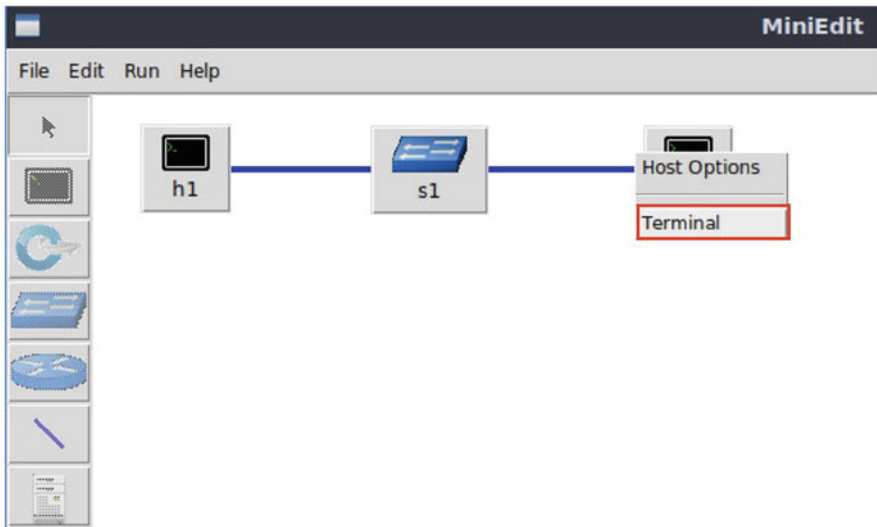 MiniEdit
File Edit Run Help
h1
s1
Host Options
Terminal